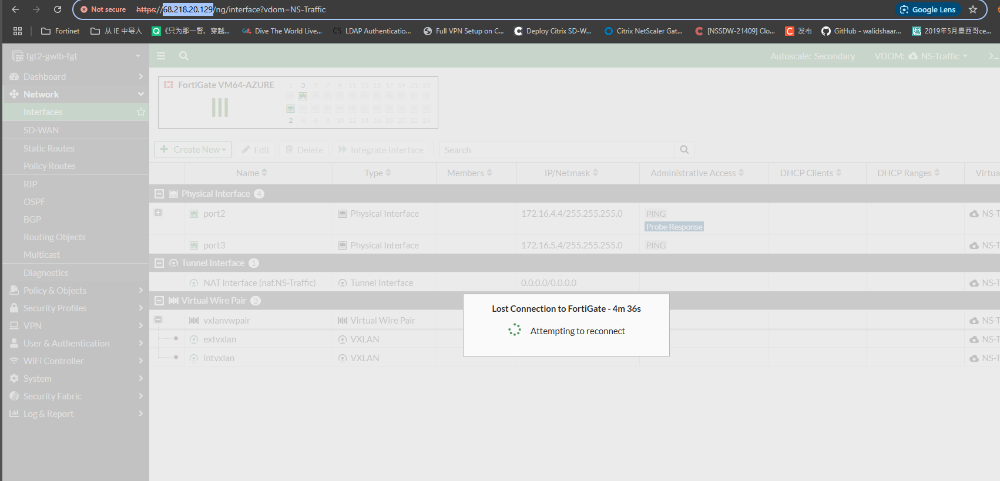 Not secure https://68.218.20.129/ng/interface?vdom=NS-Traffic Google Lens
Fortinet 从 IE 中导入 《只为那一瞥，穿越... Dive The World Live... CS LDAP Authenticatio... Full VPN Setup on C... Deploy Citrix SD-W... Citrix NetScaler Gat... [NSSDW-21409] Clo... C 发布 GitHub - walidshaar... 2019年5月墨西哥ce...
fgt2-gwlb-fgt Autoscale: Secondary VDOM: NS-Traffic >_
Dashboard
Network
Interfaces
SD-WAN
Static Routes
Policy Routes
RIP
OSPF
BGP
Routing Objects
Multicast
Diagnostics
Policy & Objects
Security Profiles
VPN
User & Authentication
WiFi Controller
System
Security Fabric
Log & Report
FortiGate VM64-AZURE
1 3 5 7 9 11 13 15 17 19 21 23
2 4 6 8 10 12 14 16 18 20 22 24
Create New Edit Delete Integrate Interface Search
Name Type Members IP/Netmask Administrative Access DHCP Clients DHCP Ranges Virtua
Physical Interface 4
port2 Physical Interface 172.16.4.4/255.255.255.0 PING NS-T
Probe Response
port3 Physical Interface 172.16.5.4/255.255.255.0 PING NS-T
Tunnel Interface 1
NAT interface (naf.NS-Traffic) Tunnel Interface 0.0.0.0/0.0.0.0 NS-T
Virtual Wire Pair 3
vxlanvwpair Virtual Wire Pair NS-T
extvxlan VXLAN NS-T
intvxlan VXLAN NS-T
Lost Connection to FortiGate - 4m 36s
Attempting to reconnect